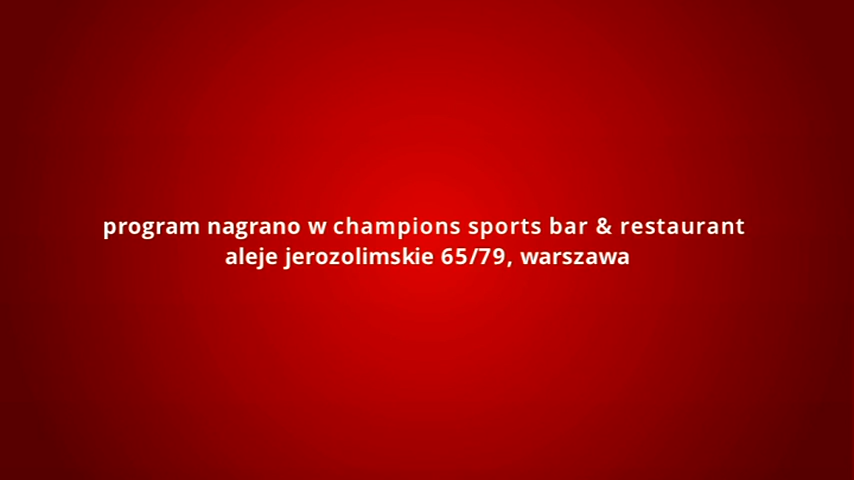 program nagrano w champions sports bar & restaurant
aleje jerozolimskie 65/79, warszawa